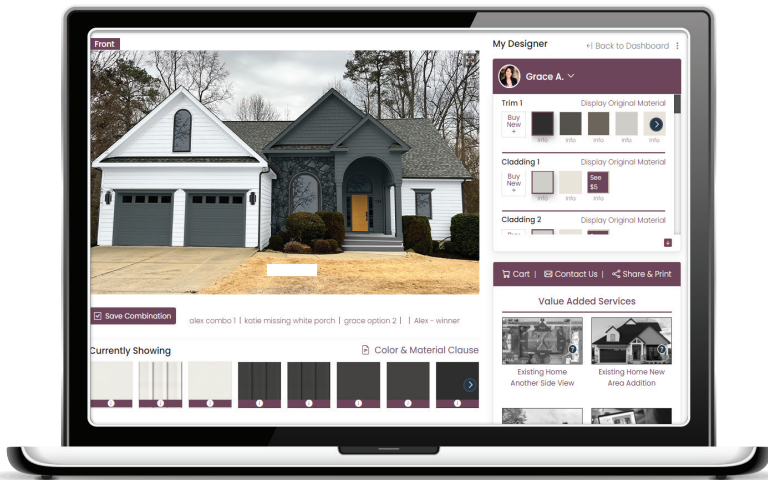 Front
My Designer
Back to Dashboard
Grace A.
Trim 1
Display Original Material
Buy
New
+
Info
Info
Info
Info
Info
Cladding 1
Display Original Material
Buy
New
+
See
$5
Info
Info
Cladding 2
Display Original Material
Buy
Cart |
Contact Us |
Share & Print
Value Added Services
?
?
Existing Home
Another Side View
Existing Home New
Area Addition
Save Combination
alex combo 1 | katie missing white porch | grace option 2 | | Alex - winner
Currently Showing
Color & Material Clause